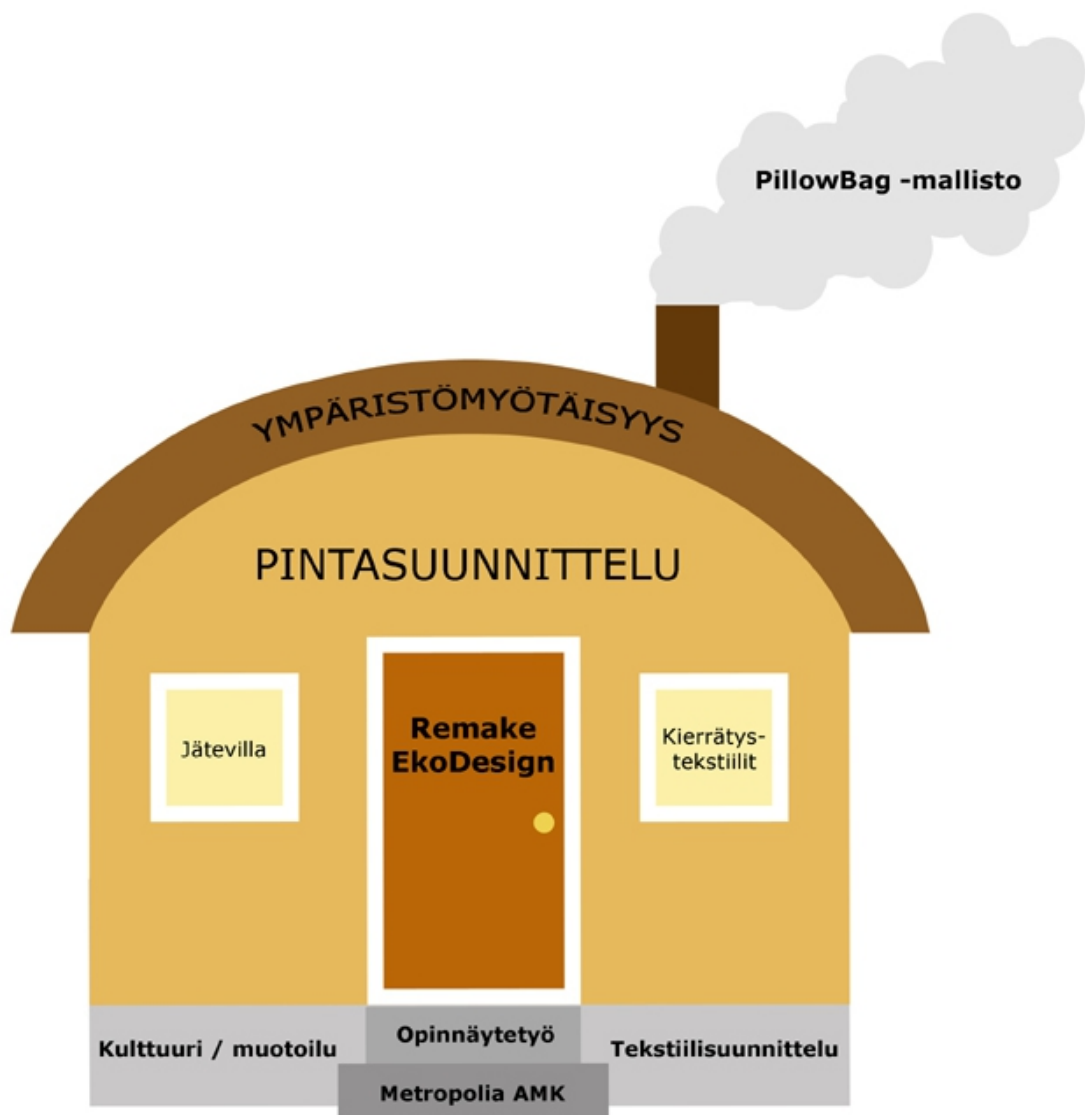 PillowBag -mallisto
YMPÄRISTÖMYÖTÄISYYS
PINTASUUNNITTELU
Jätevilla
Remake
EkoDesign
Kierrätys-
tekstiilit
Kulttuuri / muotoilu
Opinnäytetyö
Tekstiilisuunnittelu
Metropolia AMK